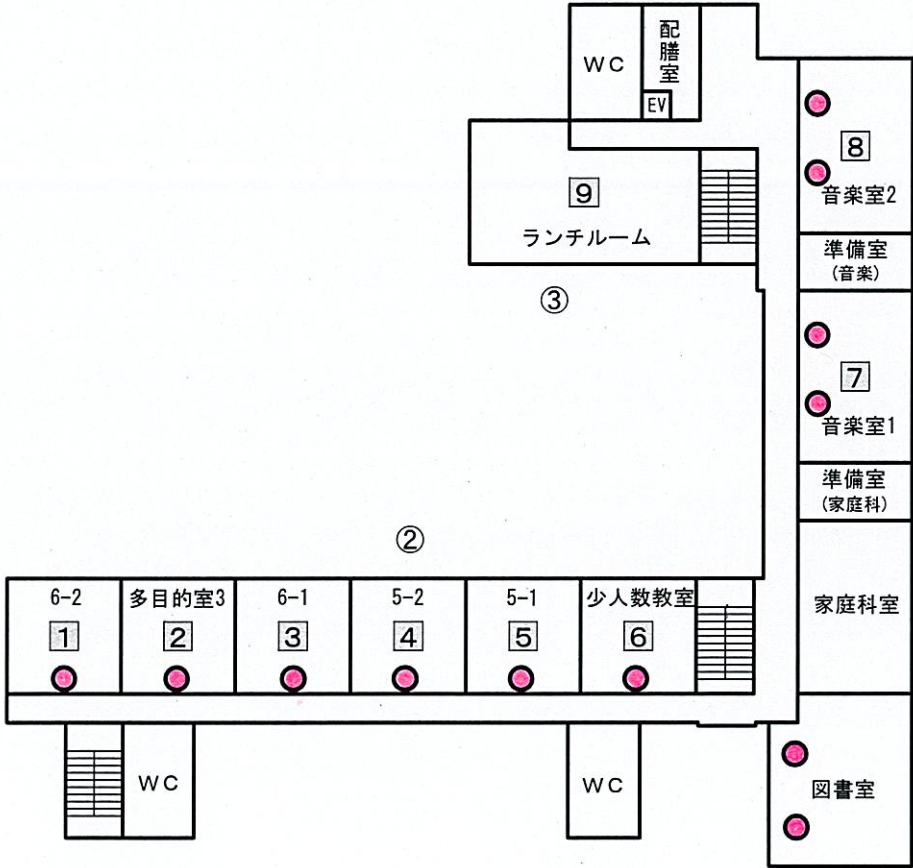 WC
配膳室
EV
8
音楽室2
9
ランチルーム
準備室
(音楽)
③
7
音楽室1
準備室
(家庭科)
②
6-2
多目的室3
6-1
5-2
5-1
少人数教室
家庭科室
1
2
3
4
5
6
WC
WC
図書室